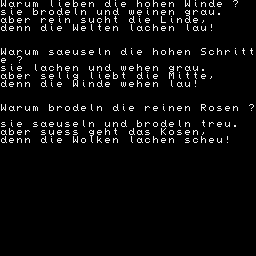 Warum lieben die hohen Winde ?
sie brodeln und weinen grau.
aber rein sucht die Linde,
denn die Welten lachen lau!
Warum saeuseln die hohen Schritt
e ?
sie lachen und wehen grau.
aber selig liebt die Mitte,
denn die Winde wehen lau!
Warum brodeln die reinen Rosen ?
sie saeuseln und brodeln treu.
aber suess geht das Kosen,
denn die Wolken lachen scheu!